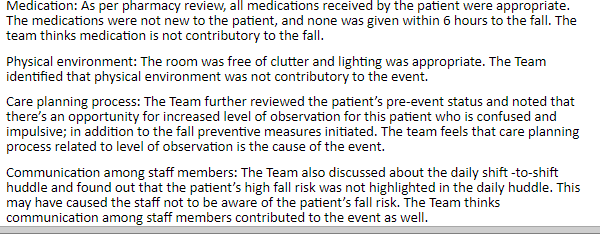 Medication: As per pharmacy review, all medications received by the patient were appropriate.
The medications were not new to the patient, and none was given within 6 hours to the fall. The
team thinks medication is not contributory to the fall.
Physical environment: The room was free of clutter and lighting was appropriate. The Team
identified that physical environment was not contributory to the event.
Care planning process: The Team further reviewed the patient's pre-event status and noted that
there's an opportunity for increased level of observation for this patient who is confused and
impulsive; in addition to the fall preventive measures initiated. The team feels that care planning
process related to level of observation is the cause of the event.
Communication among staff members: The Team also discussed about the daily shift -to-shift
huddle and found out that the patient's high fall risk was not highlighted in the daily huddle. This
may have caused the staff not to be aware of the patient's fall risk. The Team thinks
communication among staff members contributed to the event as well.